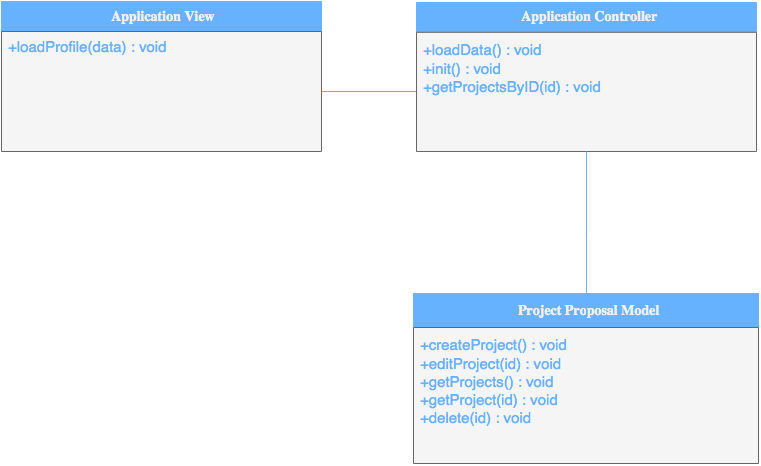 Application View
+loadProfile(data) : void
Application Controller
+loadData() : void
+init() : void
+getProjectsByID(id) : void
Project Proposal Model
+createProject() : void
+editProject(id) : void
+getProjects() : void
+getProject(id) : void
+delete(id) : void